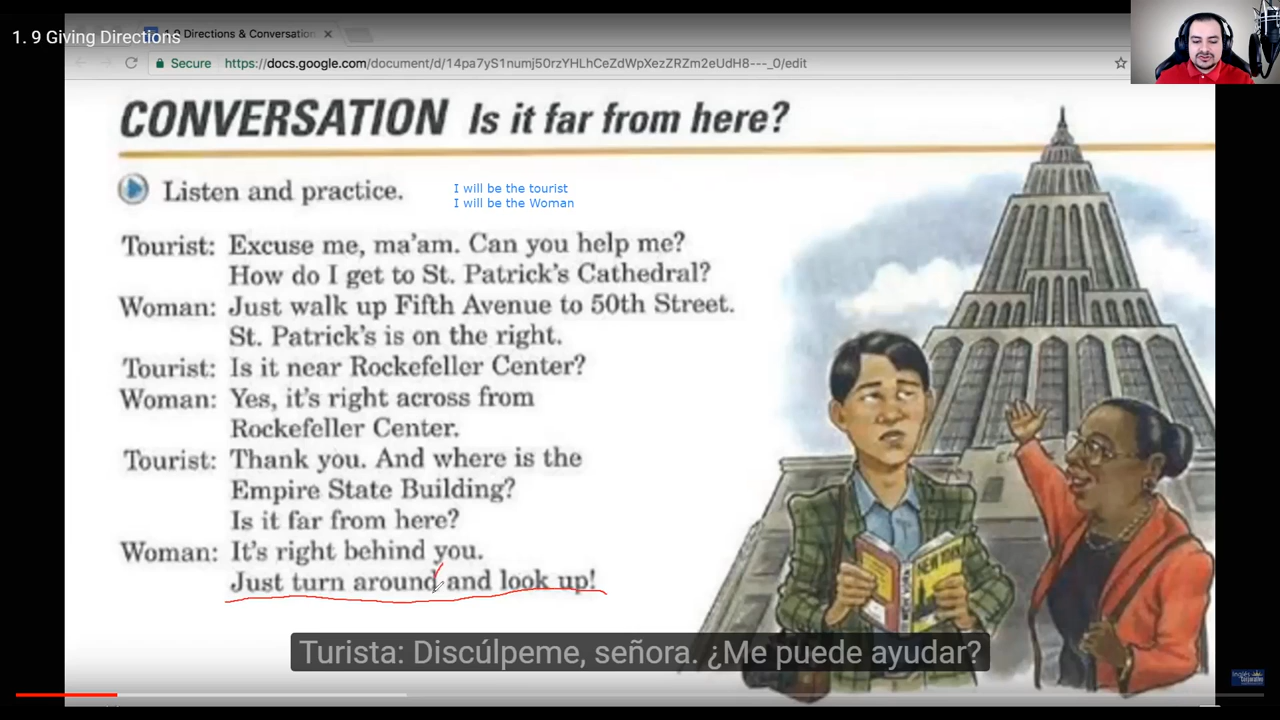 1. 9 Giving Directions
Directions & Conversation
Secure
https://docs.google.com/document/d/14pa7yS1tiumj50rzYHLhCeZdWpXezZRZm2eUdH8---_0/edit
CONVERSATION Is it far from here?
Listen and practice.
I will be the tourist
I will be the Woman
Tourist: Excuse me, ma'am. Can you help me?
How do I get to St. Patrick's Cathedral?
Woman: Just walk up Fifth Avenue to 50th Street.
St. Patrick's is on the right.
Tourist: Is it near Rockefeller Center?
Woman: Yes, it's right across from
Rockefeller Center.
Tourist: Thank you. And where is the
Empire State Building?
Is it far from here?
Woman: It's right behind you.
Just turn around and look up!
NEW YORK
Turista: Discúlpeme, señora. ¿Me puede ayudar?